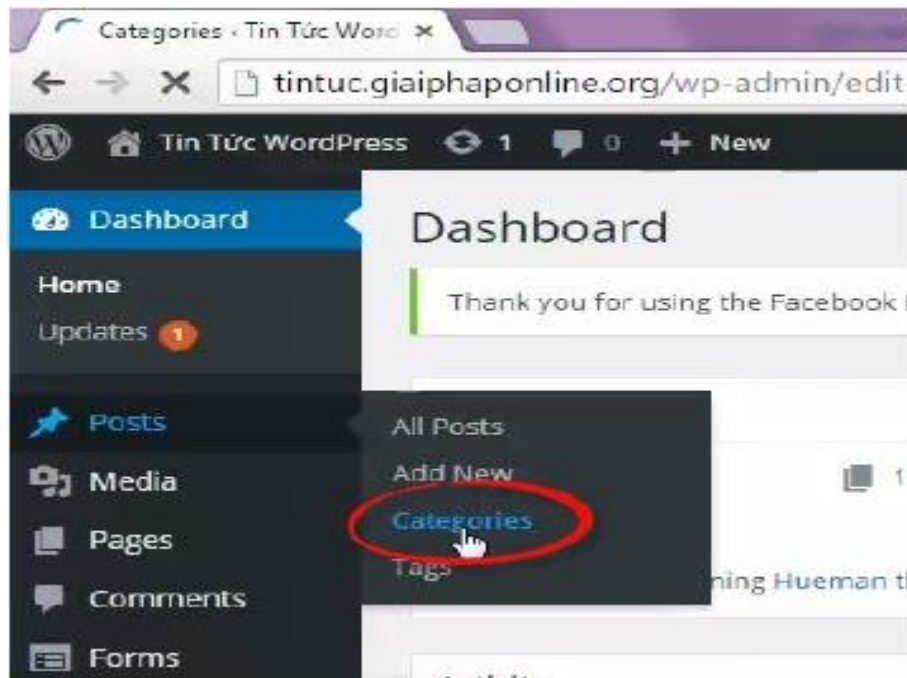 Categories ‹ Tin Tức Word
tintuc.giaiphaponline.org/wp-admin/edit
Tin Tức WordPress 1 0 + New
Dashboard
Home
Updates 1
Posts
Media
Pages
Comments
Forms
Dashboard
Thank you for using the Facebook
All Posts
Add New
Categories
Tags
1
ning Hueman th